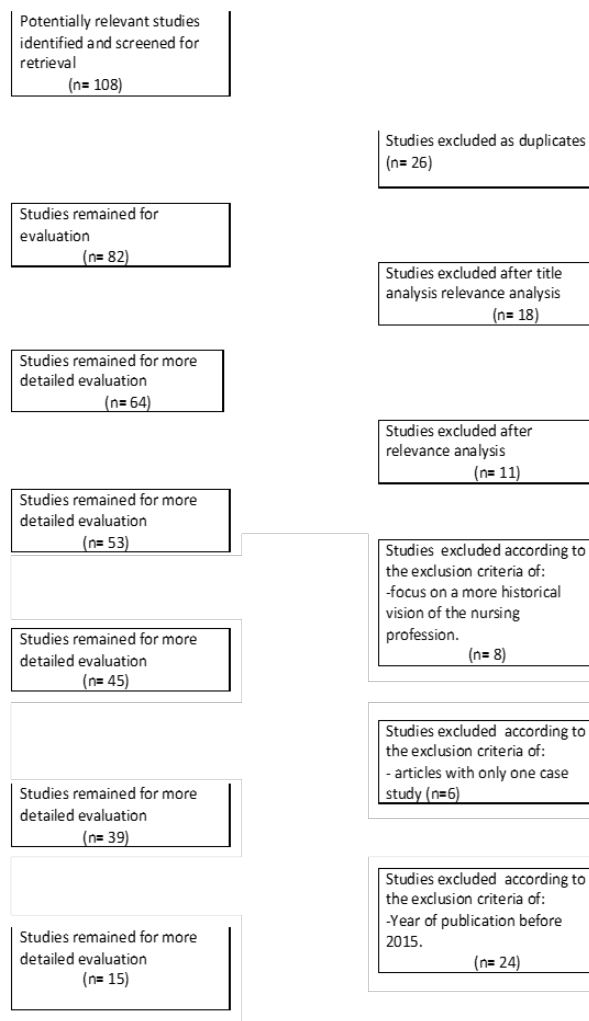 Potentially relevant studies
identified and screened for
retrieval
(n= 108)
Studies excluded as duplicates
(n= 26)
Studies remained for
evaluation
(n= 82)
Studies excluded after title
analysis relevance analysis
(n= 18)
Studies remained for more
detailed evaluation
(n= 64)
Studies excluded after
relevance analysis
(n= 11)
Studies remained for more
detailed evaluation
(n= 53)
Studies excluded according to
the exclusion criteria of:
-focus on a more historical
vision of the nursing
profession.
(n= 8)
Studies remained for more
detailed evaluation
(n= 45)
Studies excluded according to
the exclusion criteria of:
- articles with only one case
study (n=6)
Studies remained for more
detailed evaluation
(n= 39)
Studies excluded according to
the exclusion criteria of:
-Year of publication before
2015.
(n= 24)
Studies remained for more
detailed evaluation
(n= 15)